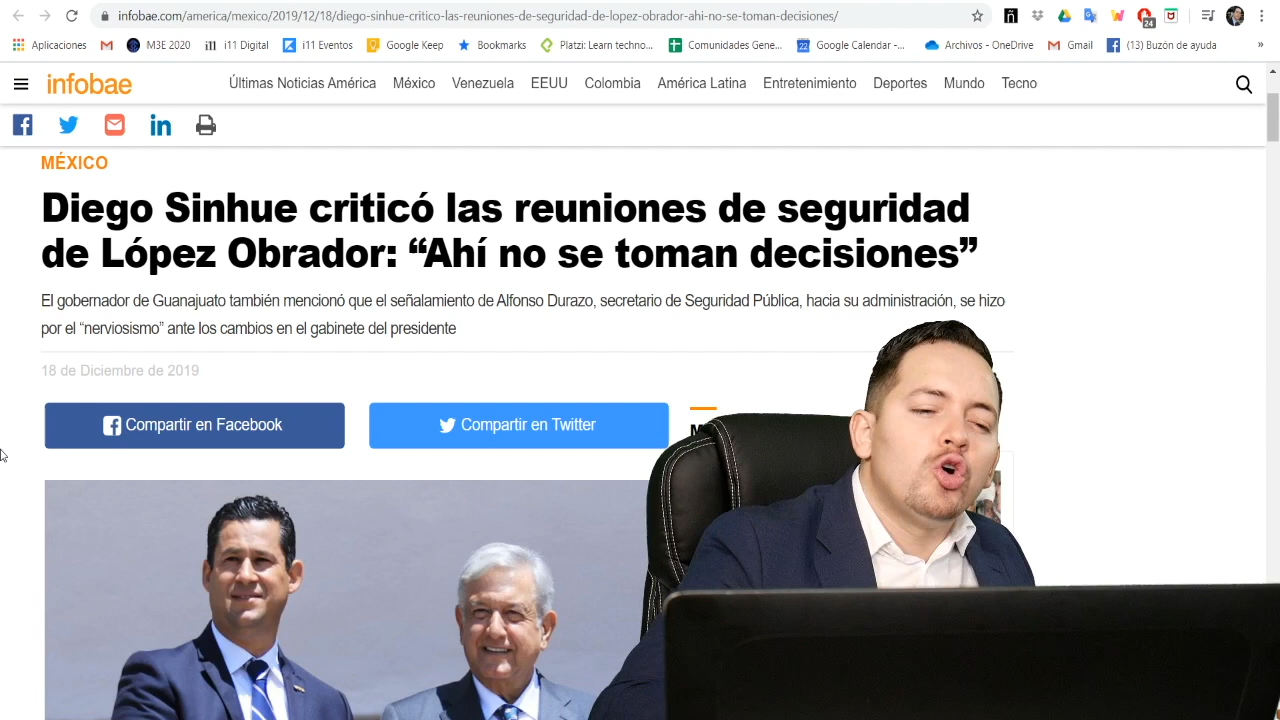 infobae.com/america/mexico/2019/12/18/diego-sinhue-critico-las-reuniones-de-seguridad-de-lopez-obrador-ahi-no-se-toman-decisiones/
24
Aplicaciones M3E 2020 i11 Digital i11 Eventos Google Keep Bookmarks Platzi: Learn techno... Comunidades Gene... Google Calendar -... Archivos - OneDrive Gmail (13) Buzón de ayuda »
infobae Últimas Noticias América México Venezuela EEUU Colombia América Latina Entretenimiento Deportes Mundo Tecno
MÉXICO
Diego Sinhue criticó las reuniones de seguridad
de López Obrador: “Ahí no se toman decisiones”
El gobernador de Guanajuato también mencionó que el señalamiento de Alfonso Durazo, secretario de Seguridad Pública, hacia su administración, se hizo
por el “nerviosismo” ante los cambios en el gabinete del presidente
18 de Diciembre de 2019
Compartir en Facebook Compartir en Twitter